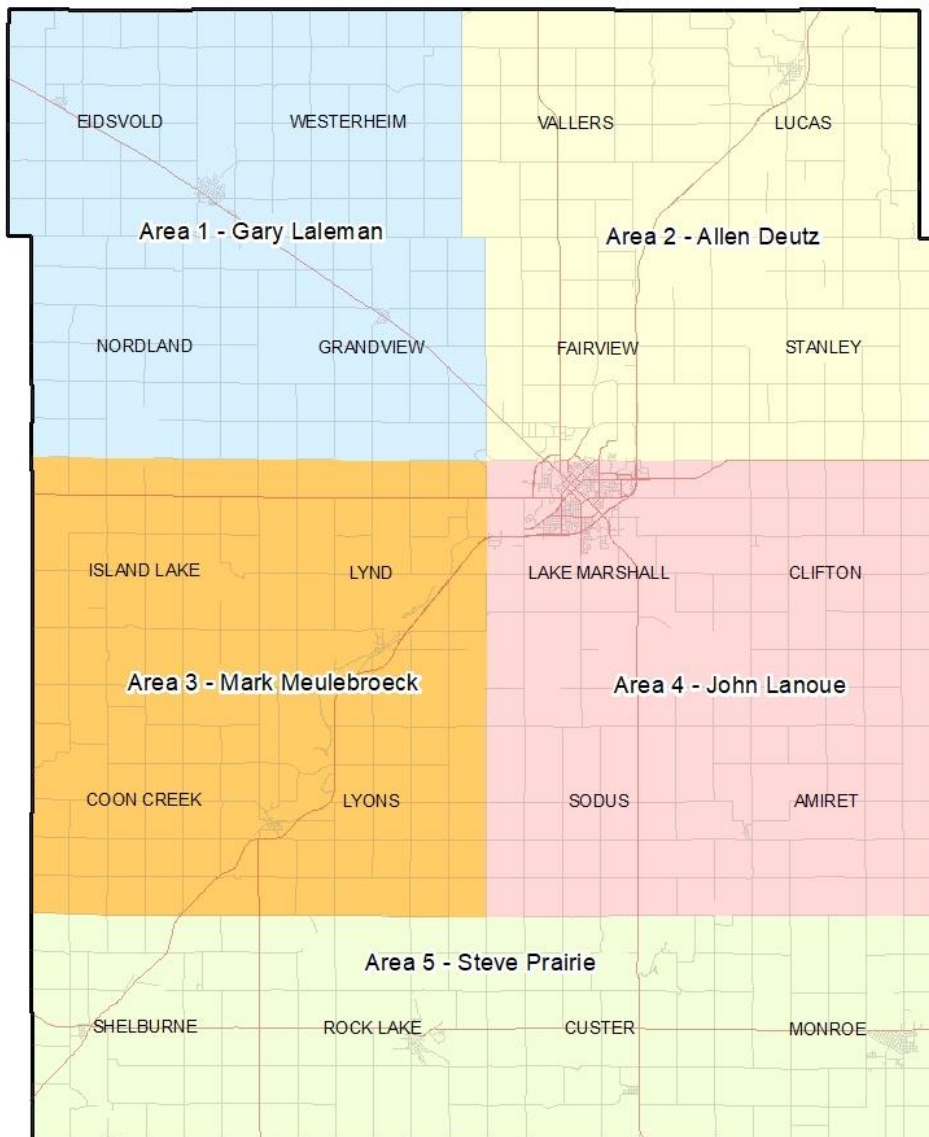 EIDSVOLD
WESTERHEIM
VALLERS
LUCAS
Area 1 - Gary Laleman
Area 2 - Allen Deutz
NORDLAND
GRANDVIEW
FAIRVIEW
STANLEY
ISLAND LAKE
LYND
LAKE MARSHALL
CLIFTON
Area 3 - Mark Meulebroeck
Area 4 - John Lanoue
COON CREEK
LYONS
SODUS
AMIRET
Area 5 - Steve Prairie
SHELBURNE
ROCK LAKE
CUSTER
MONROE